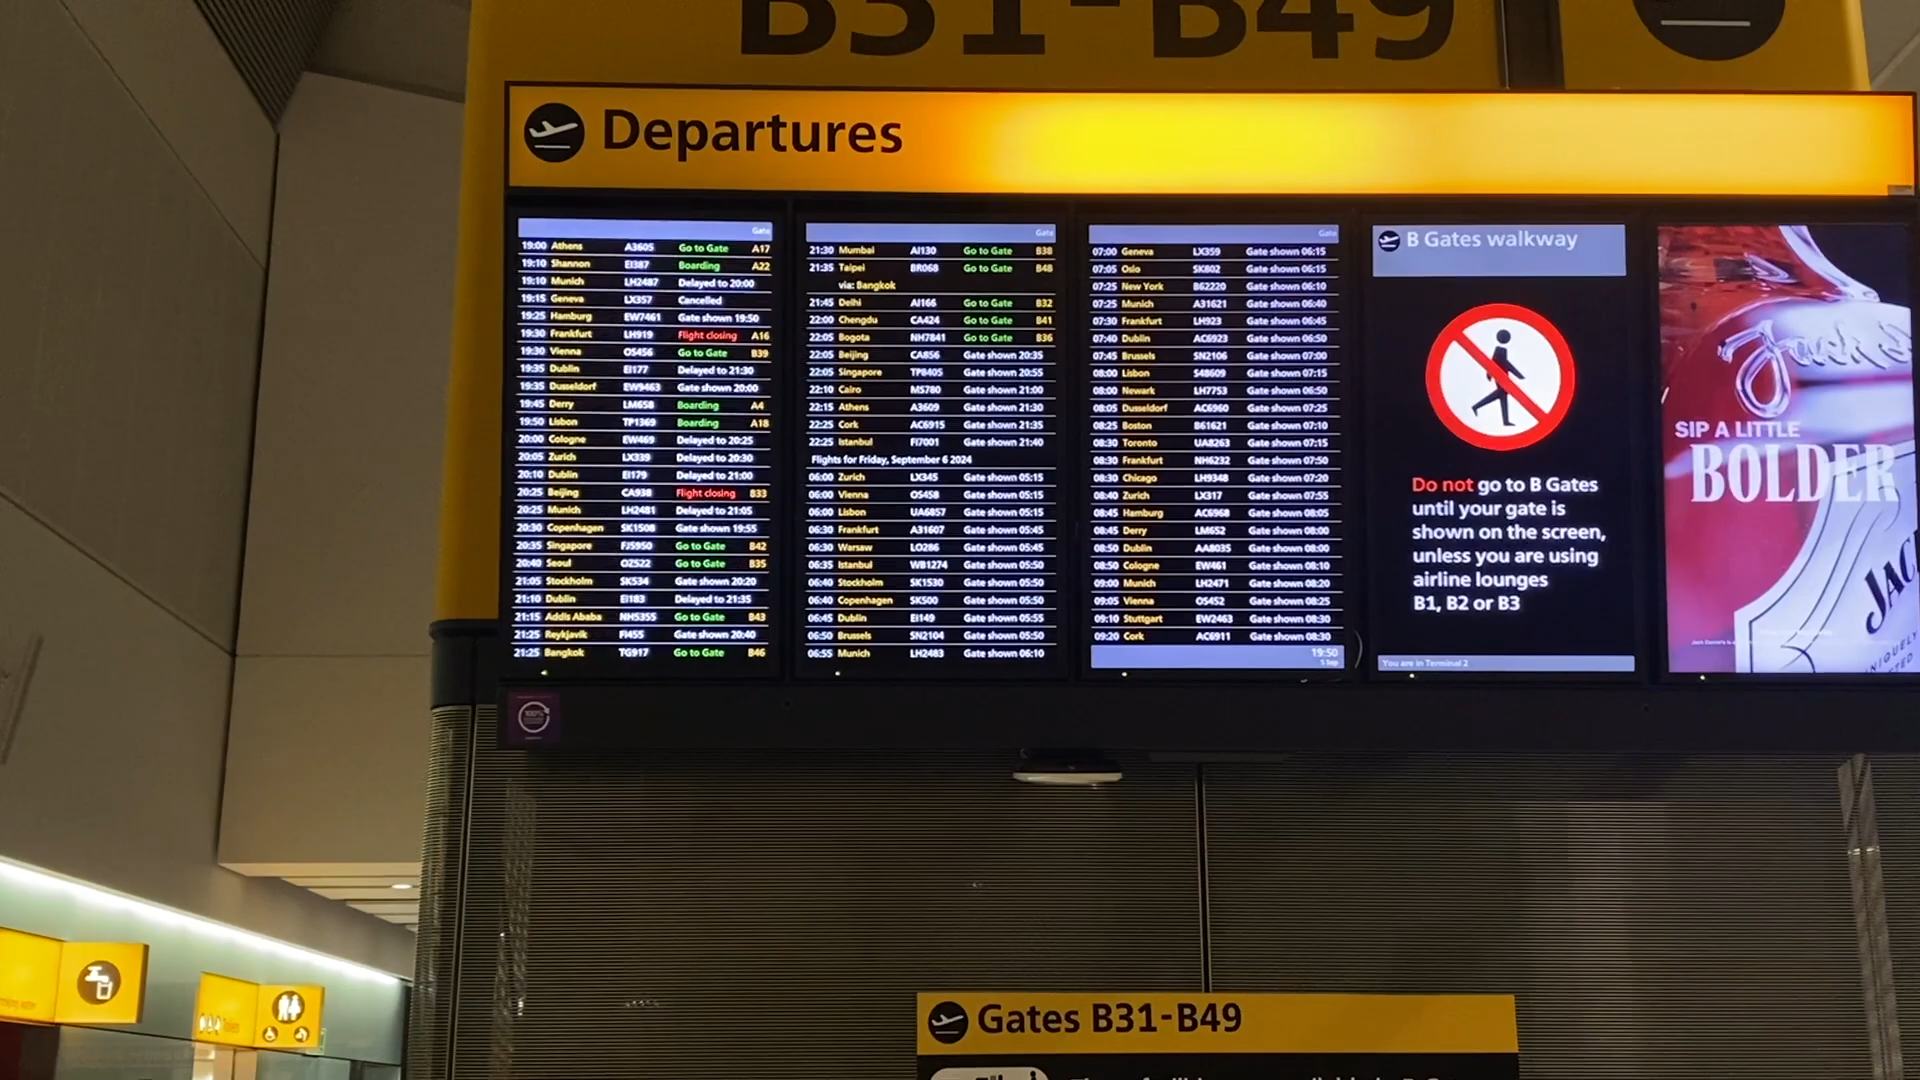 B31-B49
Departures
Gate
19:00 Athens A3605 Go to Gate A17
19:10 Shannon EI387 Boarding A22
19:10 Munich LH2487 Delayed to 20:00
19:15 Geneva LX357 Cancelled
19:25 Hamburg EW7461 Gate shown 19:50
19:30 Frankfurt LH919 Flight closing A16
19:30 Vienna OS456 Go to Gate B39
19:35 Dublin EI177 Delayed to 21:30
19:35 Dusseldorf EW9463 Gate shown 20:00
19:45 Derry LM658 Boarding A4
19:50 Lisbon TP1369 Boarding A18
20:00 Cologne EW469 Delayed to 20:25
20:05 Zurich LX339 Delayed to 20:30
20:10 Dublin EI179 Delayed to 21:00
20:25 Beijing CA938 Flight closing B33
20:25 Munich LH2481 Delayed to 21:05
20:30 Copenhagen SK1508 Gate shown 19:55
20:35 Singapore FJ5950 Go to Gate B42
20:40 Seoul OZ522 Go to Gate B35
21:05 Stockholm SK534 Gate shown 20:20
21:10 Dublin EI183 Delayed to 21:35
21:15 Addis Ababa NH5355 Go to Gate B43
21:25 Reykjavik FI455 Gate shown 20:40
21:25 Bangkok TG917 Go to Gate B46
Gate
21:30 Mumbai AI130 Go to Gate B38
21:35 Taipei BR068 Go to Gate B48
via: Bangkok
21:45 Delhi AI166 Go to Gate B32
22:00 Chengdu CA424 Go to Gate B41
22:05 Bogota NH7841 Go to Gate B36
22:05 Beijing CA856 Gate shown 20:35
22:05 Singapore TP8405 Gate shown 20:55
22:10 Cairo MS780 Gate shown 21:00
22:15 Athens A3609 Gate shown 21:30
22:25 Cork AC6915 Gate shown 21:35
22:25 Istanbul FI7001 Gate shown 21:40
Flights for Friday, September 6 2024
06:00 Zurich LX345 Gate shown 05:15
06:00 Vienna OS458 Gate shown 05:15
06:00 Lisbon UA6857 Gate shown 05:15
06:30 Frankfurt A31607 Gate shown 05:45
06:30 Warsaw LO286 Gate shown 05:45
06:35 Istanbul WB1274 Gate shown 05:50
06:40 Stockholm SK1530 Gate shown 05:50
06:40 Copenhagen SK500 Gate shown 05:50
06:45 Dublin EI149 Gate shown 05:55
06:50 Brussels SN2104 Gate shown 05:50
06:55 Munich LH2483 Gate shown 06:10
Gate
07:00 Geneva LX359 Gate shown 06:15
07:05 Oslo SK802 Gate shown 06:15
07:25 New York B62220 Gate shown 06:10
07:25 Munich A31621 Gate shown 06:40
07:30 Frankfurt LH923 Gate shown 06:45
07:40 Dublin AC6923 Gate shown 06:50
07:45 Brussels SN2106 Gate shown 07:00
08:00 Lisbon S48609 Gate shown 07:15
08:00 Newark LH7753 Gate shown 06:50
08:05 Dusseldorf AC6960 Gate shown 07:25
08:25 Boston B61621 Gate shown 07:10
08:30 Toronto UA8263 Gate shown 07:15
08:30 Frankfurt NH6232 Gate shown 07:50
08:30 Chicago LH9348 Gate shown 07:20
08:40 Zurich LX317 Gate shown 07:55
08:45 Hamburg AC6968 Gate shown 08:05
08:45 Derry LM652 Gate shown 08:00
08:50 Dublin AA8035 Gate shown 08:00
08:50 Cologne EW461 Gate shown 08:10
09:00 Munich LH2471 Gate shown 08:20
09:05 Vienna OS452 Gate shown 08:25
09:10 Stuttgart EW2463 Gate shown 08:30
09:20 Cork AC6911 Gate shown 08:30
19:50
5 Sep
B Gates walkway
Do not go to B Gates
until your gate is
shown on the screen,
unless you are using
airline lounges
B1, B2 or B3
You are in Terminal 2
Jack
SIP A LITTLE
BOLDER
JAC
100%
Gates B31-B49